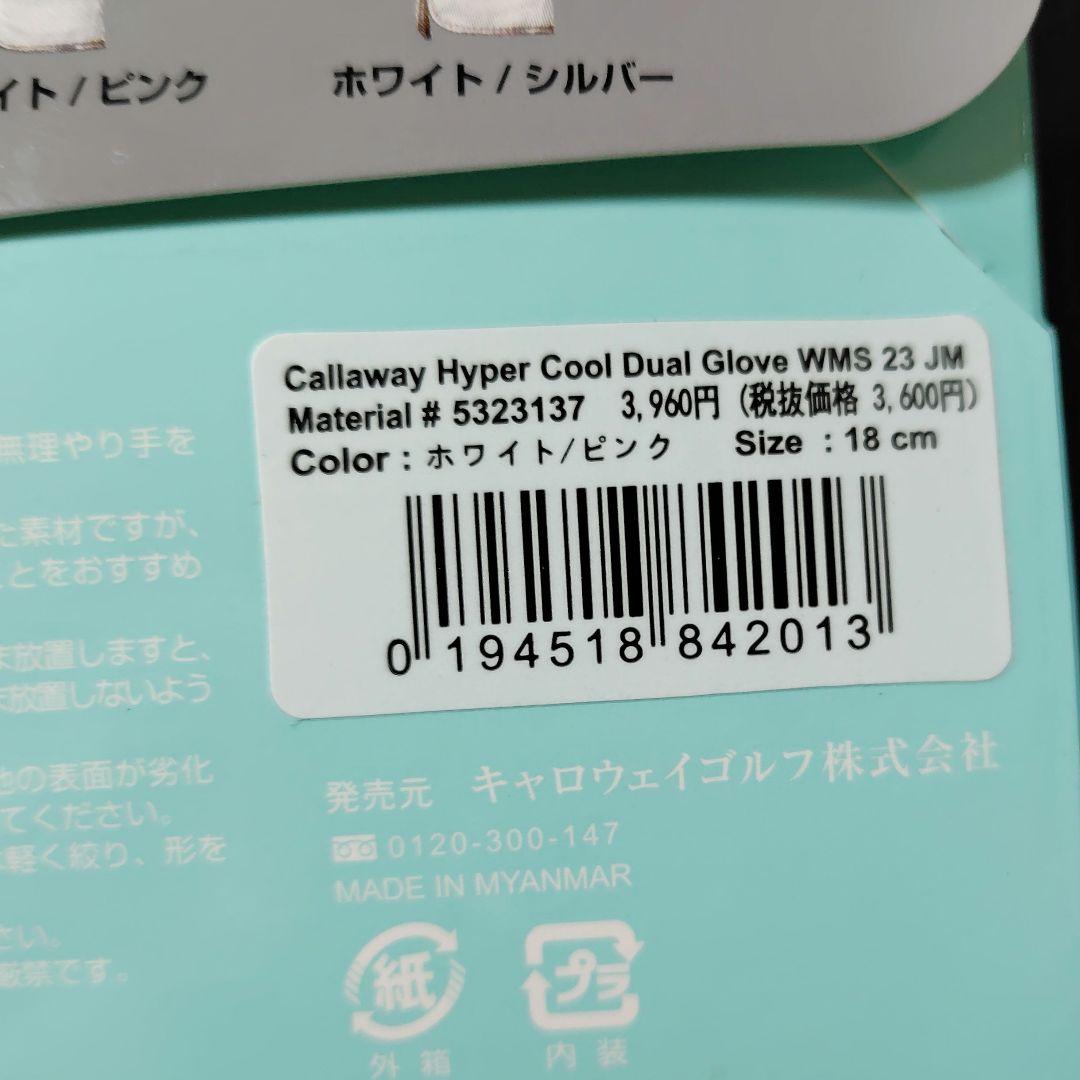 イト/ピンク
ホワイト/シルバー
Callaway Hyper Cool Dual Glove WMS 23 JM
Material # 5323137 3,960円 (税抜価格 3,600円)
Color : ホワイト/ピンク Size : 18 cm
0 194518 842013
無理やり手を
た素材ですが、
ことをおすすめ
ま放置しますと、
ま放置しないよう
他の表面が劣化
てください。
軽く絞り、形を
さい。
厳禁です。
発売元 キャロウェイゴルフ株式会社
0120-300-147
MADE IN MYANMAR
紙
外箱
プラ
内装